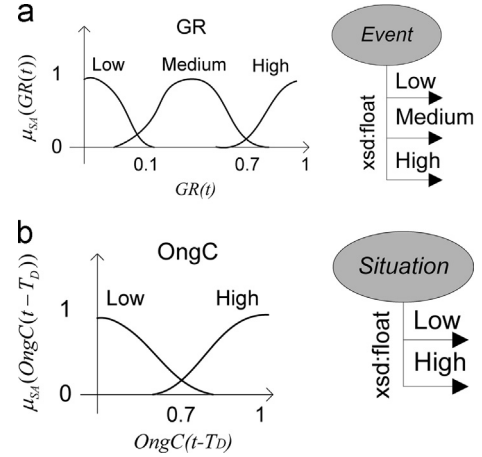 a
GR
Event
Low
Medium
High
1
0
μSA(GR(t))
0.1
0.7
1
GR(t)
xsd:float
Low
Medium
High
b
OngC
Situation
Low
High
1
0
μSA(OngC(t−TD))
0.7
1
OngC(t-TD)
xsd:float
Low
High